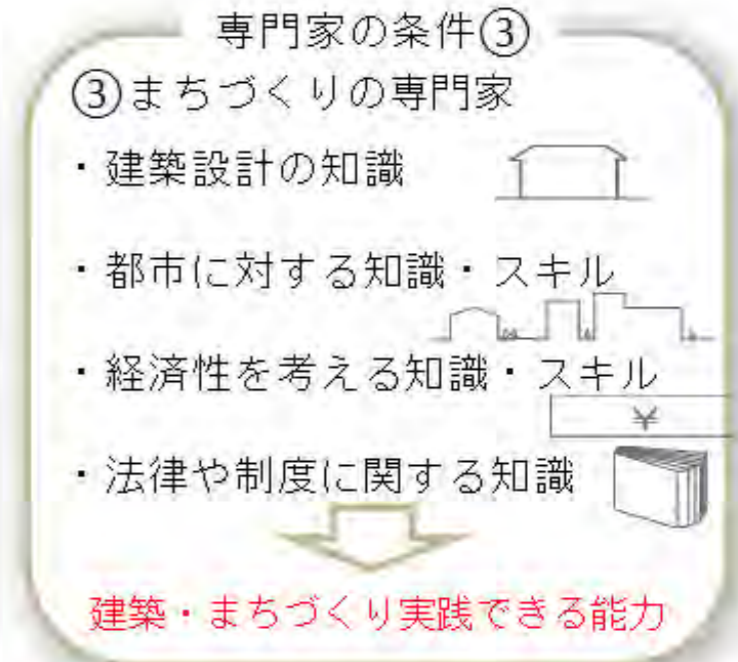 専門家の条件③
③まちづくりの専門家
・建築設計の知識
・都市に対する知識・スキル
・経済性を考える知識・スキル
¥
・法律や制度に関する知識
建築・まちづくり実践できる能力